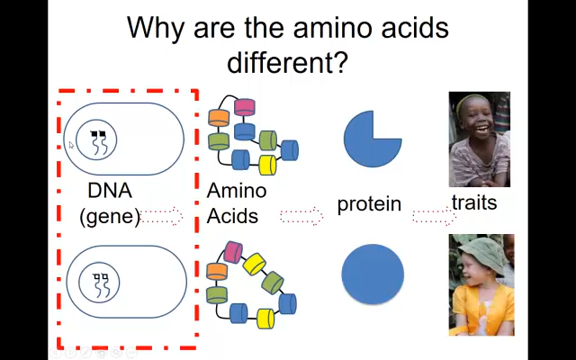 Why are the amino acids
different?
DNA
(gene)
Amino
Acids
protein
traits